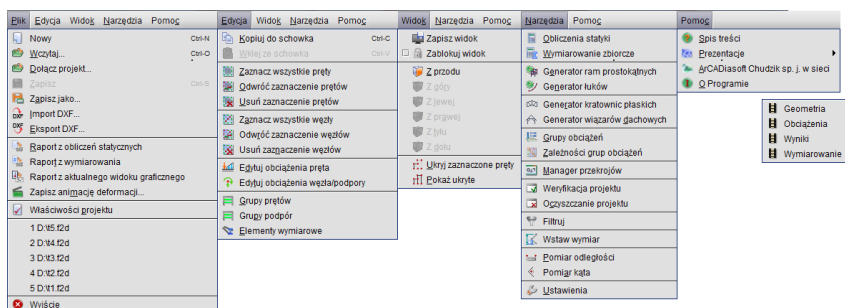 Plik Edycja Widok Narzędzia Pomoc
Nowy Ctrl-N
Wczytaj... Ctrl-O
Dołącz projekt...
Zapisz Ctrl-S
Zapisz jako...
Import DXF...
Eksport DXF...
Raport z obliczeń statycznych
Raport z wymiarowania
Raport z aktualnego widoku graficznego
Zapisz animację deformacji...
Właściwości projektu
1 D:\t5.f2d
2 D:\t4.f2d
3 D:\t3.f2d
4 D:\t2.f2d
5 D:\t1.f2d
Wyjście
Edycja Widok Narzędzia Pomoc
Kopiuj do schowka Ctrl-C
Wklej ze schowka Ctrl-V
Zaznacz wszystkie pręty
Odwróć zaznaczenie prętów
Usuń zaznaczenie prętów
Zaznacz wszystkie węzły
Odwróć zaznaczenie węzłów
Usuń zaznaczenie węzłów
Edytuj obciążenia pręta
Edytuj obciążenia węzła/podpory
Grupy prętów
Grupy podpór
Elementy wymiarowe
Widok Narzędzia Pomoc
Zapisz widok
Zablokuj widok
Z przodu
Z góry
Z lewej
Z prawej
Z tyłu
Z dołu
Ukryj zaznaczone pręty
Pokaż ukryte
Narzędzia Pomoc
Obliczenia statyki
Wymiarowanie zbiorcze
Generator ram prostokątnych
Generator łuków
Generator kratownic płaskich
Generator wiązarów dachowych
Grupy obciążeń
Zależności grup obciążeń
Manager przekrojów
Weryfikacja projektu
Oczyszczanie projektu
Filtruj
Wstaw wymiar
Pomiar odległości
Pomiar kąta
Ustawienia
Pomoc
Spis treści
Prezentacje
ArCADiasoft Chudzik sp. j. w sieci
O Programie
Geometria
Obciążenia
Wyniki
Wymiarowanie